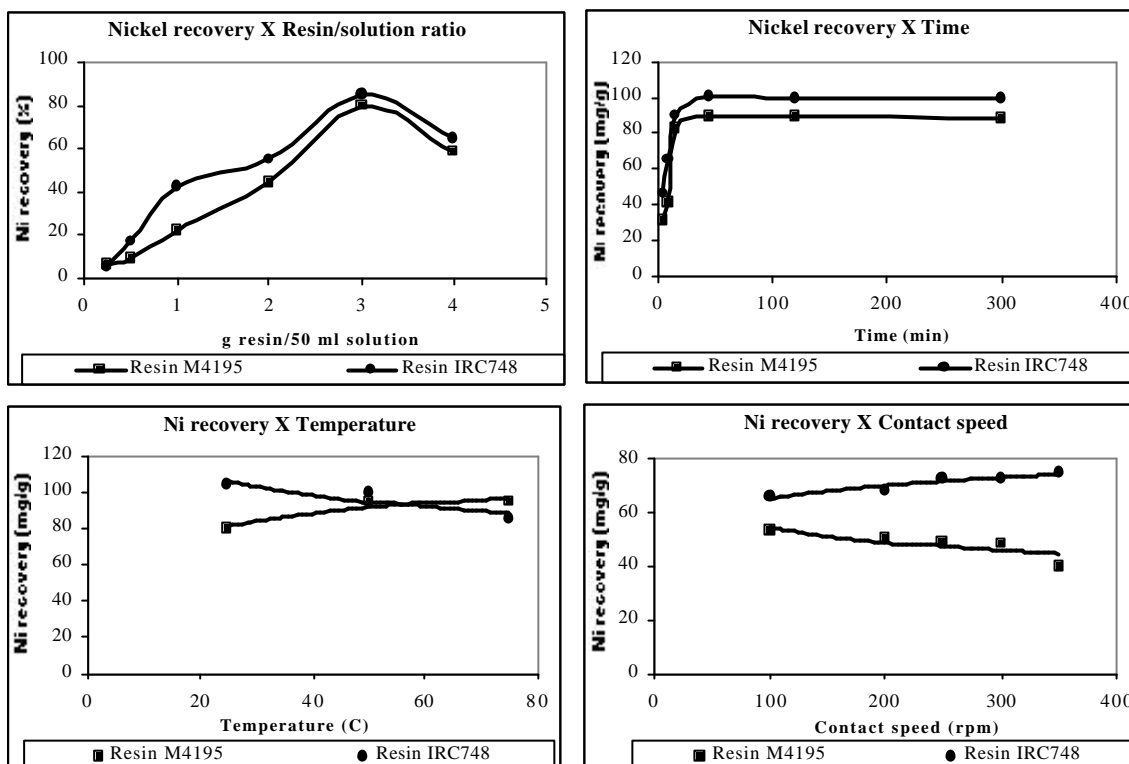 Nickel recovery X Resin/solution ratio
Ni recovery (%)
100
80
60
40
20
0
0 1 2 3 4 5
g resin/50 ml solution
Resin M4195 Resin IRC748
Nickel recovery X Time
Ni recovery (mg/g)
120
100
80
60
40
20
0
0 100 200 300 400
Time (min)
Resin M4195 Resin IRC748
Ni recovery X Temperature
Ni recovery (mg/g)
120
100
80
60
40
20
0
0 20 40 60 80
Temperature (C)
Resin M4195 Resin IRC748
Ni recovery X Contact speed
Ni recovery (mg/g)
80
60
40
20
0
0 100 200 300 400
Contact speed (rpm)
Resin M4195 Resin IRC748